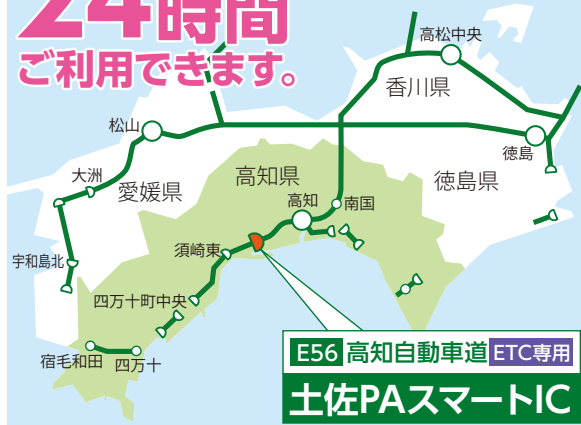 24時間
ご利用できます。
高松中央
香川県
松山
徳島
大洲
愛媛県
高知県
徳島県
高知
南国
須崎東
宇和島北
四万十町中央
宿毛和田
四万十
E56 高知自動車道 ETC専用
土佐PAスマートIC